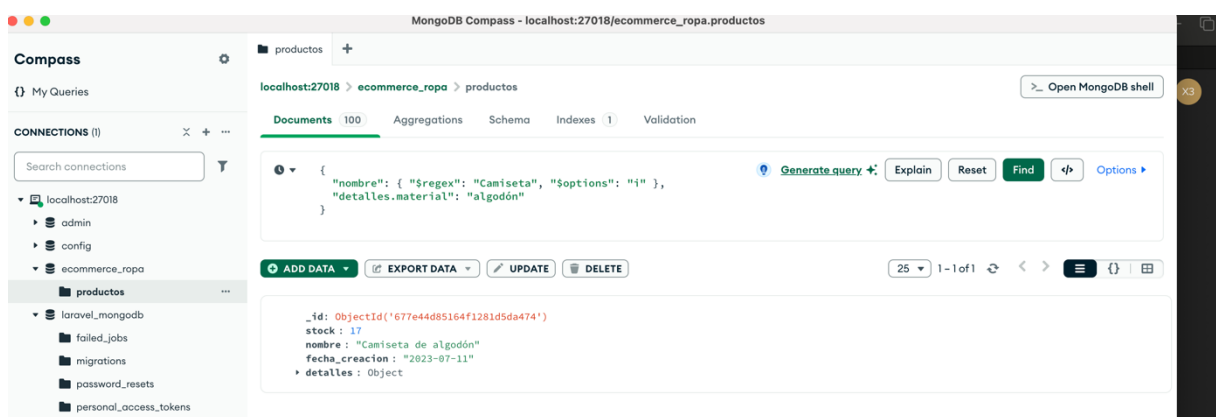 MongoDB Compass - localhost:27018/ecommerce_ropa.productos
Compass
{} My Queries
CONNECTIONS (1)
Search connections
localhost:27018
admin
config
ecommerce_ropa
productos
laravel_mongodb
failed_jobs
migrations
password_resets
personal_access_tokens
productos
localhost:27018 > ecommerce_ropa > productos
>_ Open MongoDB shell
Documents 100 Aggregations Schema Indexes 1 Validation
{
"nombre": { "$regex": "Camiseta", "$options": "i" },
"detalles.material": "algodón"
}
Generate query Explain Reset Find </> Options
ADD DATA EXPORT DATA UPDATE DELETE
25 1 – 1 of 1 {}
_id: ObjectId('677e44d85164f1281d5da474')
stock : 17
nombre : "Camiseta de algodón"
fecha_creacion : "2023-07-11"
detalles : Object
X3